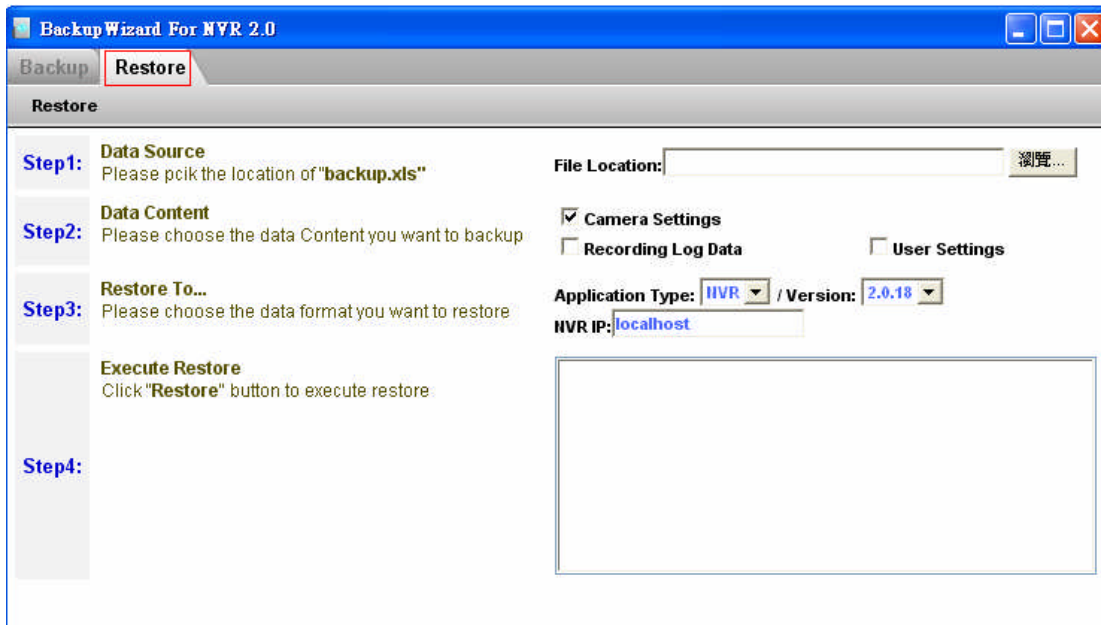 BackupWizard For NVR 2.0
Backup Restore
Restore
Step1:
Data Source
Please pcik the location of "backup.xls"
File Location: 瀏覽...
Step2:
Data Content
Please choose the data Content you want to backup
Camera Settings
Recording Log Data User Settings
Step3:
Restore To...
Please choose the data format you want to restore
Application Type: NVR / Version: 2.0.18
NVR IP: localhost
Step4:
Execute Restore
Click "Restore" button to execute restore